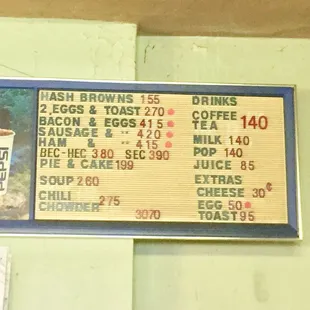 HASH BROWNS 155
2,EGGS & TOAST 270
BACON & EGGS 415
SAUSAGE & " 420
HAM & " 415
BEC-HEC 380 SEC 390
PIE & CAKE 199
SOUP 260
CHILI
CHOWDER 275
3070
DRINKS
COFFEE
TEA 140
MILK 140
POP 140
JUICE 85
EXTRAS
CHEESE 30¢
EGG 50
TOAST 95
PEPSI